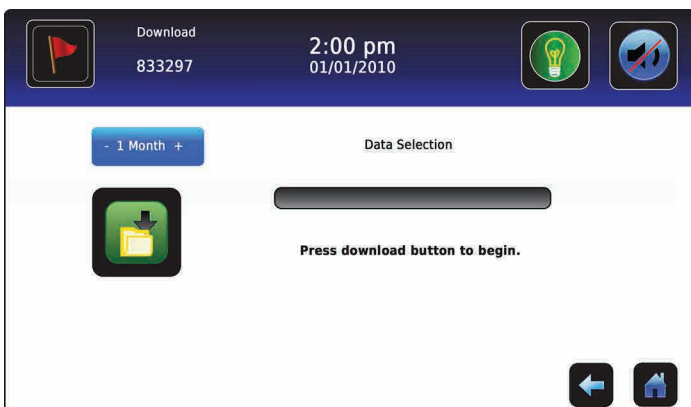 Download
833297
2:00 pm
01/01/2010
- 1 Month +
Data Selection
Press download button to begin.